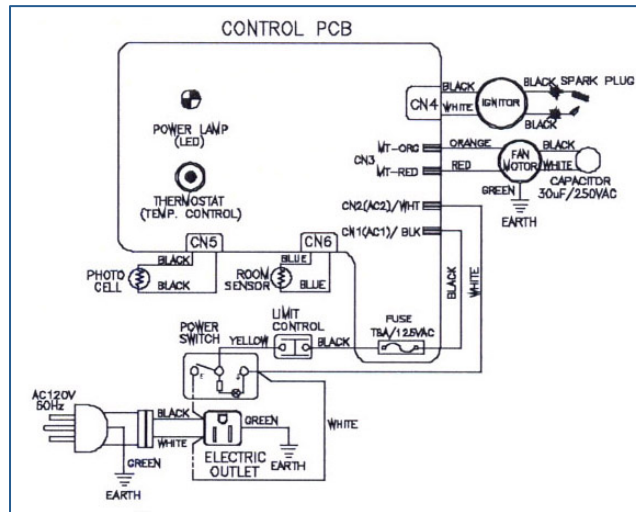 CONTROL PCB
POWER LAMP
(LED)
THERMOSTAT
(TEMP. CONTROL)
CN4
BLACK
WHITE
IGNITOR
BLACK
BLACK
SPARK PLUG
CN3
MT-ORG
MT-RED
ORANGE
RED
FAN
MOTOR
BLACK
WHITE
CAPACITOR
30uF/250VAC
GREEN
EARTH
CN2(AC2)/WHT
CN1(AC1)/ BLK
BLACK
WHITE
CN5
CN6
BLACK
BLACK
PHOTO
CELL
BLUE
BLUE
ROOM
SENSOR
POWER
SWITCH
YELLOW
LIMIT
CONTROL
BLACK
FUSE
T8A/125VAC
AC120V
60Hz
BLACK
WHITE
GREEN
EARTH
ELECTRIC
OUTLET
GREEN
EARTH
WHITE